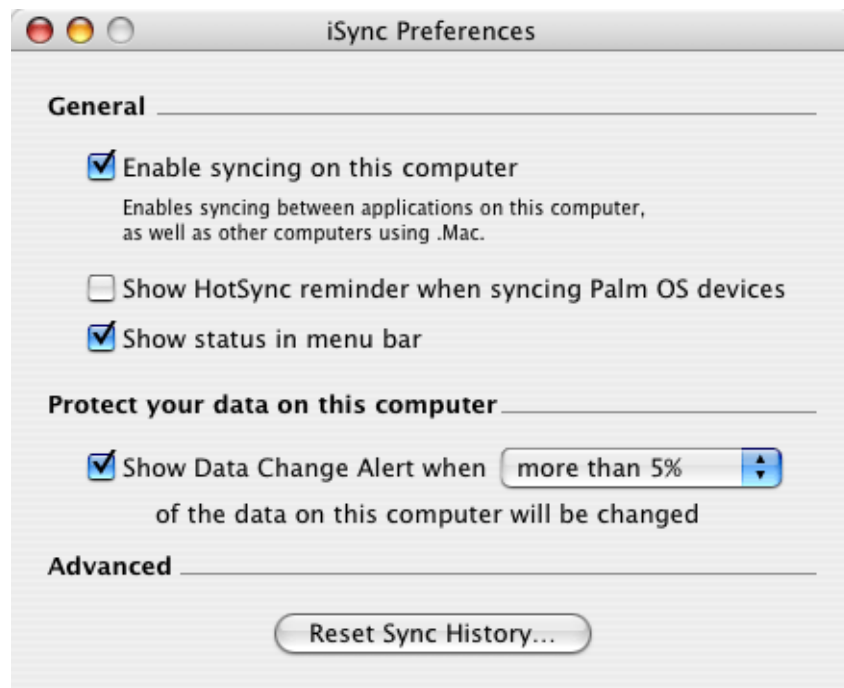 iSync Preferences
General
Enable syncing on this computer
Enables syncing between applications on this computer,
as well as other computers using .Mac.
Show HotSync reminder when syncing Palm OS devices
Show status in menu bar
Protect your data on this computer
Show Data Change Alert when more than 5%
of the data on this computer will be changed
Advanced
Reset Sync History...